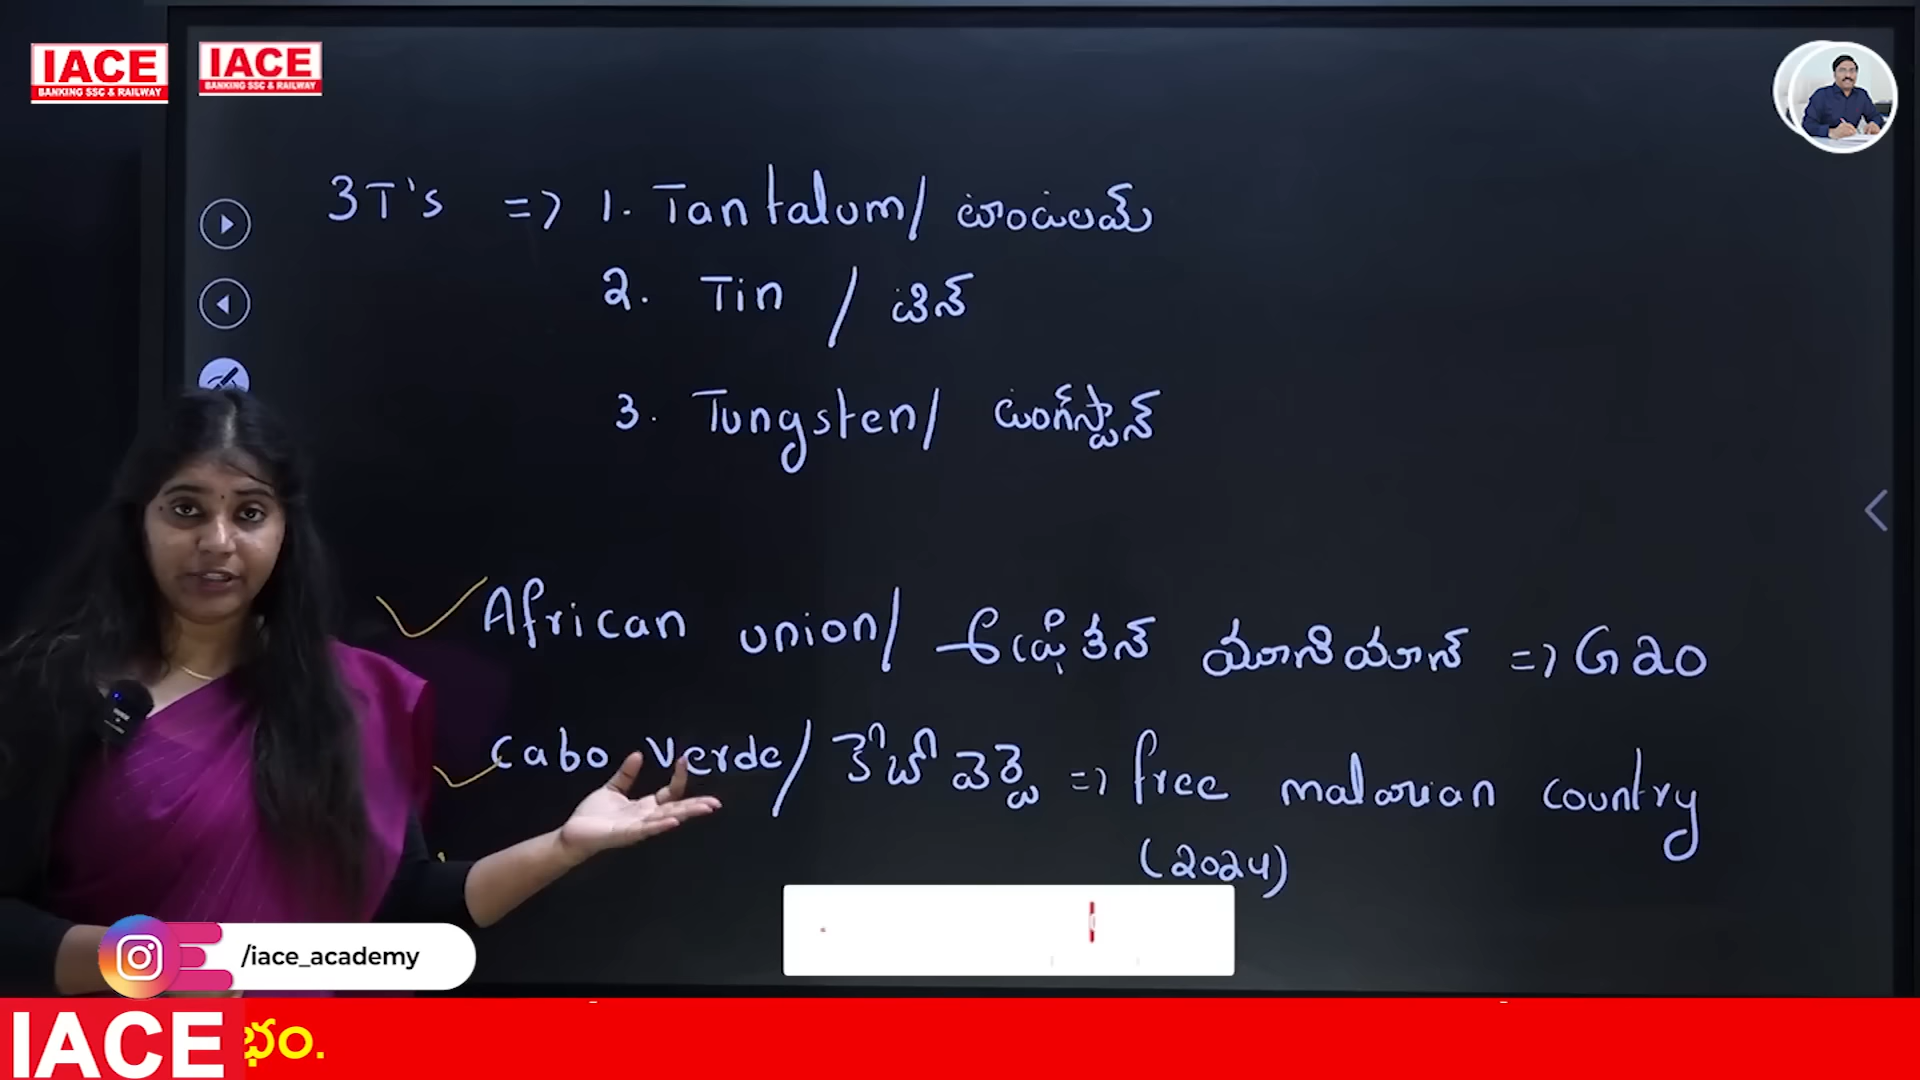 IACE IACE
BANKING SSC & RAILWAY BANKING SSC & RAILWAY
3T's => 1. Tantalum/ టాంటలమ్
2. Tin / టిన్
3. Tungsten/ టంగ్‌స్టన్
African union/ ఆఫ్రికన్ యూనియన్ => G20
Cabo Verde/ కేబో వెర్డె => free malarian country
(2024)
/iace_academy
IACE భం.